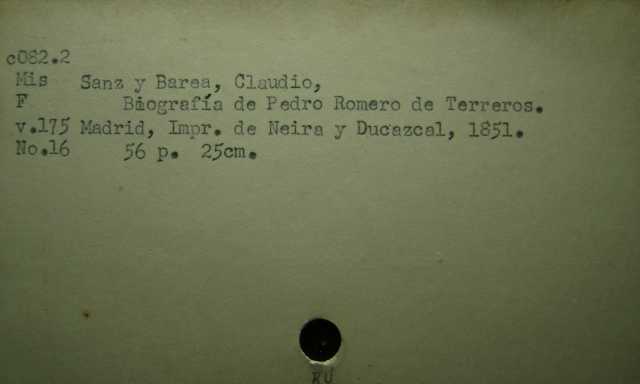 c082.2
Mis Sanz y Barea, Claudio,
F Biografía de Pedro Romero de Terreros.
v.175 Madrid, Impr. de Neira y Ducazcal, 1851.
No.16 56 p. 25cm.
RU